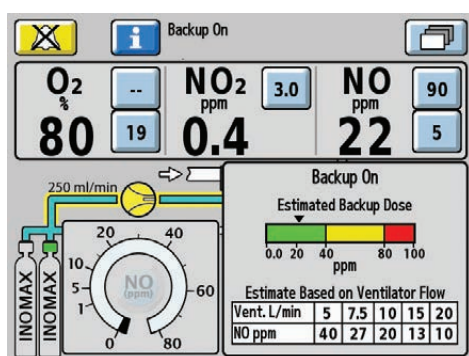 Backup On
O2 % -- NO2 ppm 3.0 NO ppm 90
80 19 0.4 22 5
250 ml/min
Backup On
Estimated Backup Dose
0.0 20 40 80 100
ppm
20 40
10
5
1
NO (ppm)
60
0 80
INOMAX INOMAX
Estimate Based on Ventilator Flow
Vent. L/min 5 7.5 10 15 20
NO ppm 40 27 20 13 10